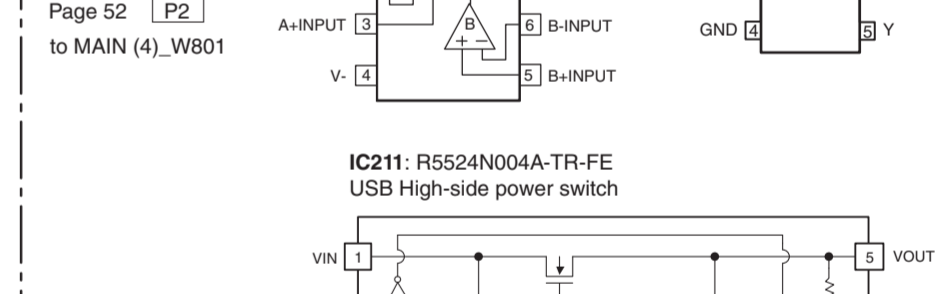 Page 52 P2
to MAIN (4)_W801
A+INPUT 3
V- 4
B
+ −
6 B-INPUT
5 B+INPUT
GND 4
5 Y
IC211: R5524N004A-TR-FE
USB High-side power switch
VIN 1
5 VOUT